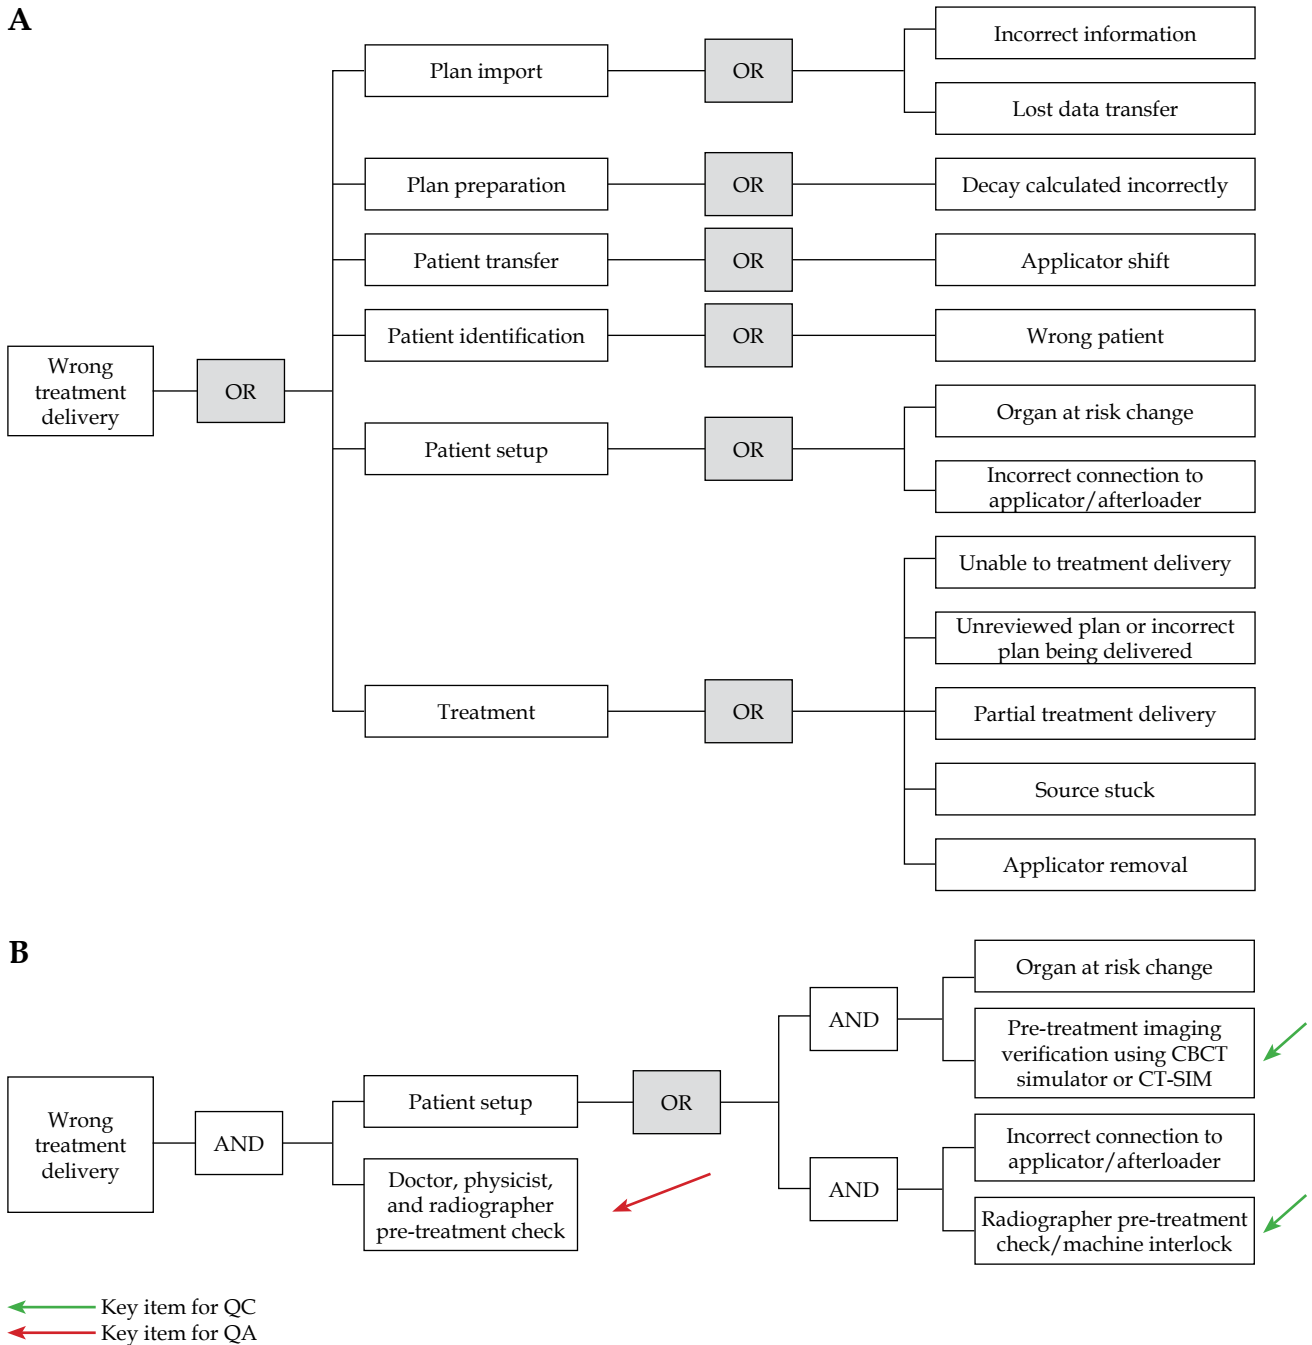 A
Plan import
OR
Incorrect information
Lost data transfer
Plan preparation
OR
Decay calculated incorrectly
Patient transfer
OR
Applicator shift
Patient identification
OR
Wrong patient
Wrong
treatment
delivery
OR
Patient setup
OR
Organ at risk change
Incorrect connection to
applicator/afterloader
Treatment
OR
Unable to treatment delivery
Unreviewed plan or incorrect
plan being delivered
Partial treatment delivery
Source stuck
Applicator removal
B
Wrong
treatment
delivery
AND
Patient setup
Doctor, physicist,
and radiographer
pre-treatment check
OR
AND
Organ at risk change
Pre-treatment imaging
verification using CBCT
simulator or CT-SIM
AND
Incorrect connection to
applicator/afterloader
Radiographer pre-treatment
check/machine interlock
Key item for QC
Key item for QA